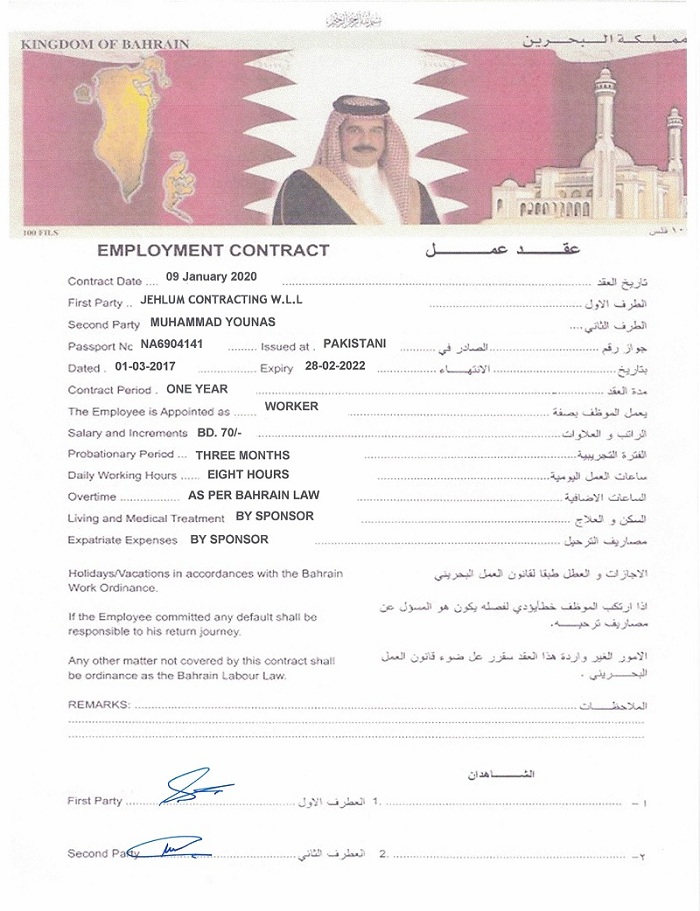 KINGDOM OF BAHRAIN مملكة البحرين
100 FILS ١٠٠ فلس
EMPLOYMENT CONTRACT عقد عمل
Contract Date .... 09 January 2020 تاريخ العقد
First Party .. JEHLUM CONTRACTING W.L.L الطرف الاول
Second Party MUHAMMAD YOUNAS الطرف الثاني
Passport Nc NA6904141 Issued at . PAKISTANI الصادر في جواز رقم
Dated . 01-03-2017 Expiry 28-02-2022 الانتهاء بتاريخ
Contract Period . ONE YEAR مدة العقد
The Employee is Appointed as WORKER يعمل الموظف بصفة
Salary and Increments BD. 70/- الراتب و العلاوات
Probationary Period ... THREE MONTHS الفترة التجريبية
Daily Working Hours ...... EIGHT HOURS ساعات العمل اليومية
Overtime AS PER BAHRAIN LAW الساعات الاضافية
Living and Medical Treatment BY SPONSOR السكن و العلاج
Expatriate Expenses BY SPONSOR مصاريف الترحيل
Holidays/Vacations in accordances with the Bahrain الاجازات و العطل طبقا لقانون العمل البحريني
Work Ordinance.
If the Employee committed any default shall be اذا ارتكب الموظف خطأيؤدي لفصله يكون هو المسؤل عن
responsible to his return journey. مصاريف ترحيـــه.
Any other matter not covered by this contract shall الامور الغير واردة هذا العقد سقرر عل ضوء قانون العمل
be ordinance as the Bahrain Labour Law. البحريني .
REMARKS: الملاحظات
الشاهدان
First Party العطرف الاول 1. ١ –
Second Party العطرف الثاني 2. ٢–